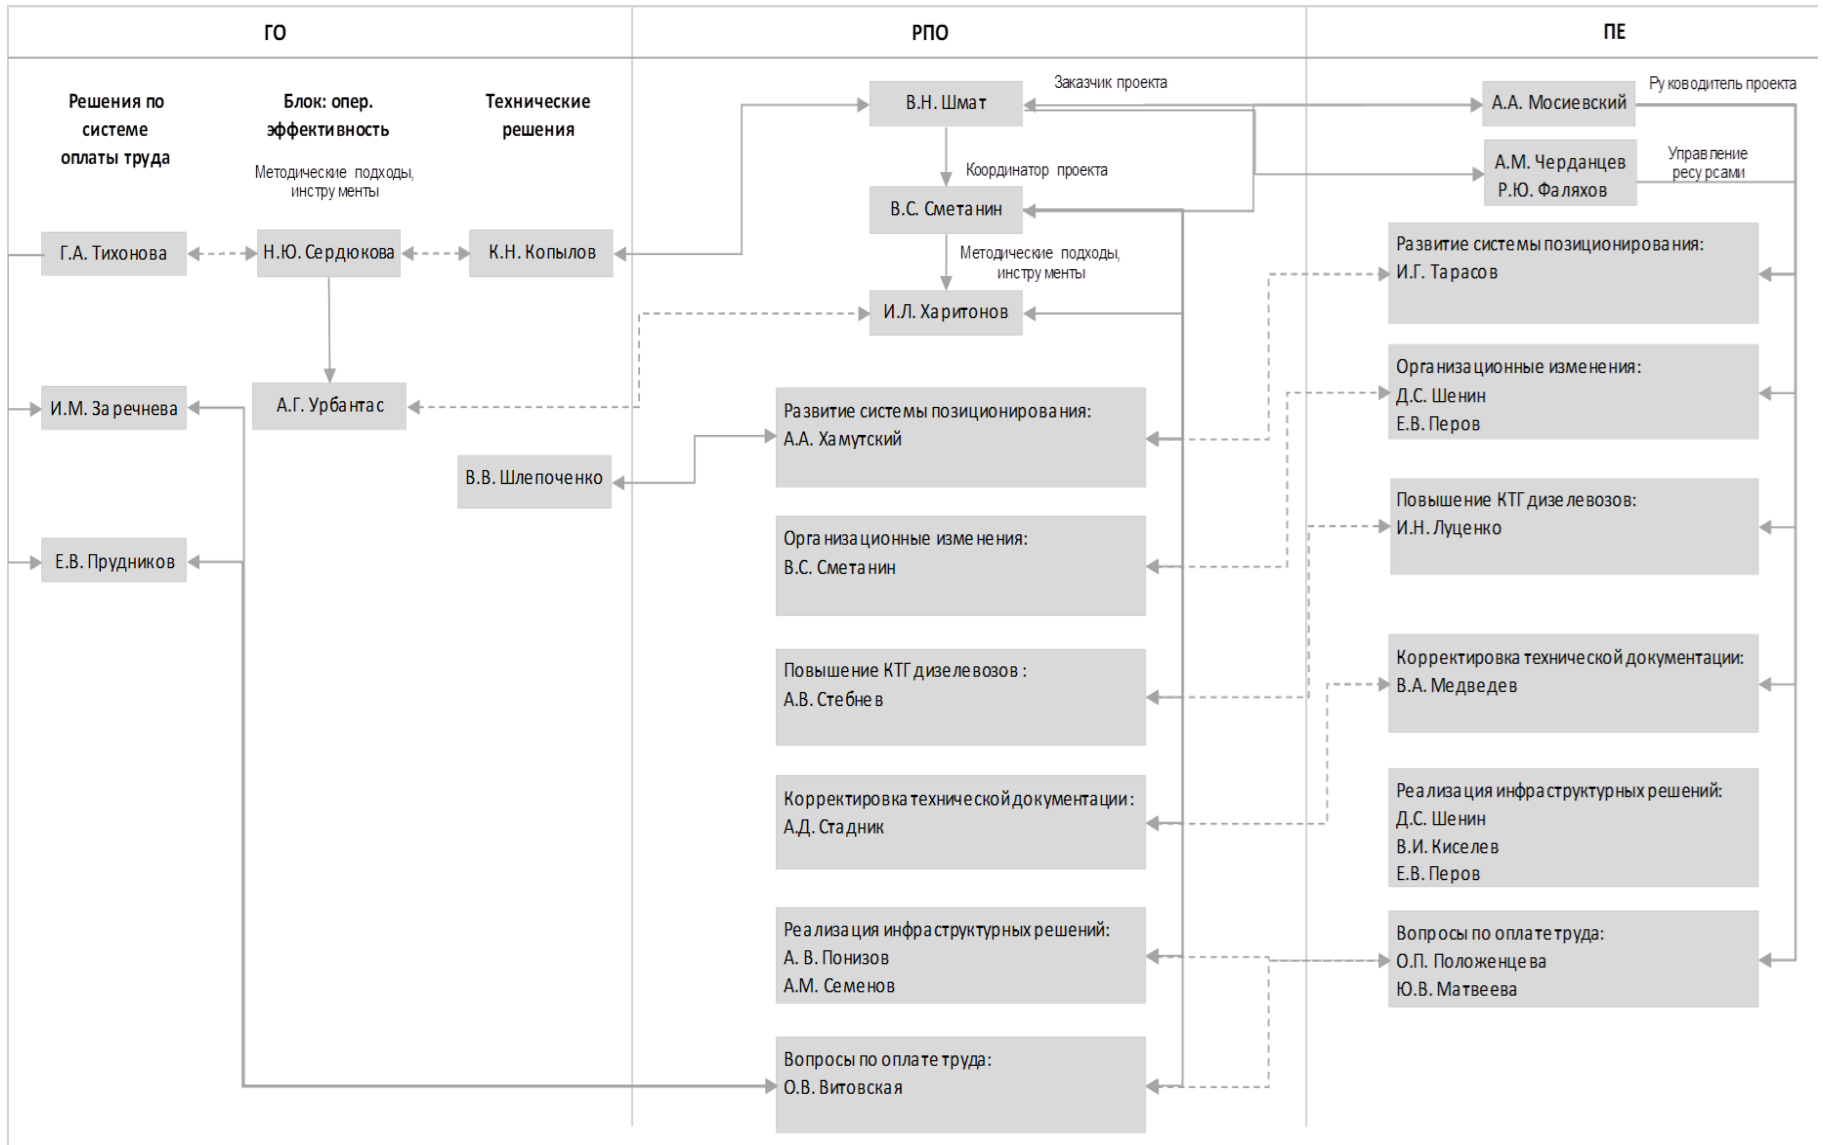 ГО
РПО
ПЕ
Решения по
системе
оплаты труда
Блок: опер.
эффективность
Методические подходы,
инструменты
Технические
решения
Г.А. Тихонова
Н.Ю. Сердюкова
К.Н. Копылов
И.М. Заречнева
А.Г. Урбантас
В.В. Шлепоченко
Е.В. Прудников
В.Н. Шмат
Заказчик проекта
Координатор проекта
В.С. Сметанин
Методические подходы,
инструменты
И.Л. Харитонов
Развитие системы позиционирования:
А.А. Хамутский
Организационные изменения:
В.С. Сметанин
Повышение КТГ дизелевозов :
А.В. Стебнев
Корректировка технической документации :
А.Д. Стадник
Реализация инфраструктурных решений:
А. В. Понизов
А.М. Семенов
Вопросы по оплате труда:
О.В. Витовская
А.А. Мосиевский
Руководитель проекта
А.М. Черданцев
Р.Ю. Фаляхов
Управление
ресурсами
Развитие системы позиционирования:
И.Г. Тарасов
Организационные изменения:
Д.С. Шенин
Е.В. Перов
Повышение КТГ дизелевозов:
И.Н. Луценко
Корректировка технической документации:
В.А. Медведев
Реализация инфраструктурных решений:
Д.С. Шенин
В.И. Киселев
Е.В. Перов
Вопросы по оплате труда:
О.П. Положенцева
Ю.В. Матвеева